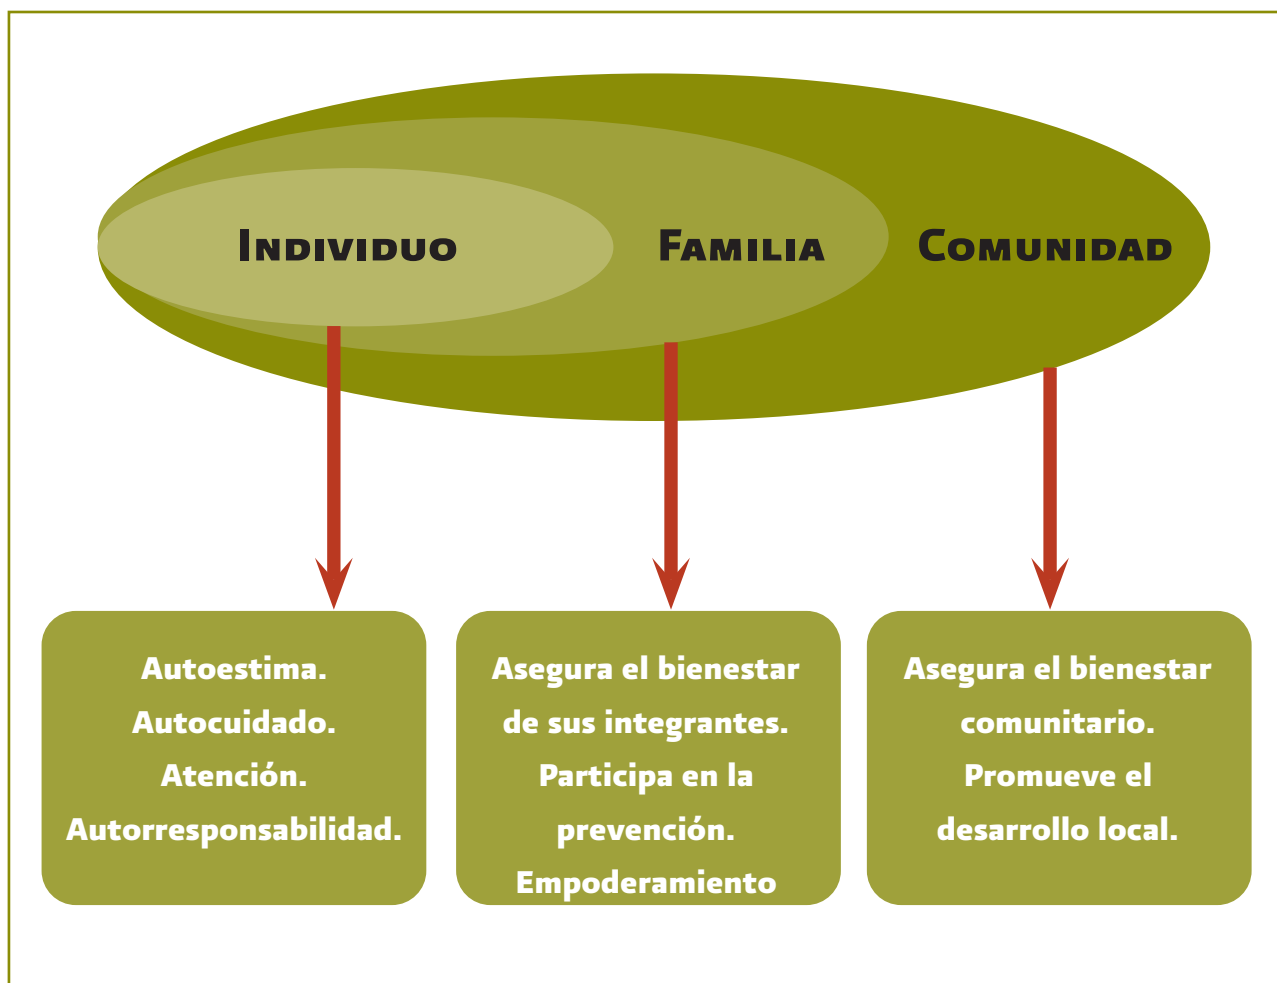 Individuo
Familia
Comunidad
Autoestima.
Autocuidado.
Atención.
Autorresponsabilidad.
Asegura el bienestar
de sus integrantes.
Participa en la
prevención.
Empoderamiento
Asegura el bienestar
comunitario.
Promueve el
desarrollo local.